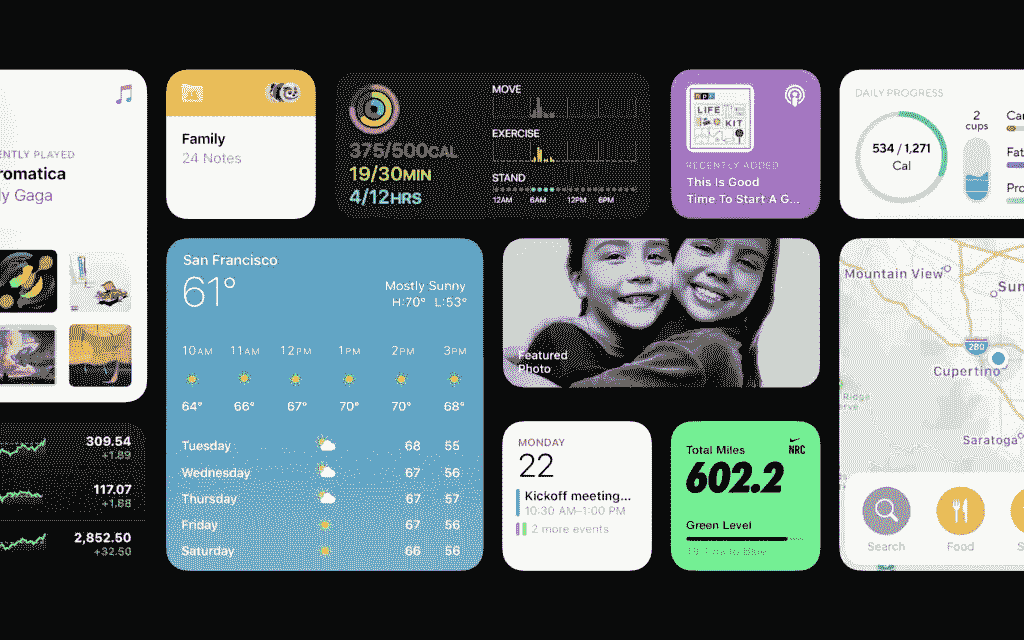 ENTLY PLAYED
romatica
ly Gaga
309.54
+1.89
117.07
+1.88
2,852.50
+32.50
Family
24 Notes
375/500CAL
19/30MIN
4/12HRS
MOVE
EXERCISE
STAND
12AM 6AM 12PM 6PM
npr
LIFE
KIT
RECENTLY ADDED
This Is Good
Time To Start A G...
DAILY PROGRESS
534 / 1,271
Cal
2
cups
Car
Fat
Pro
San Francisco
61°
Mostly Sunny
H:70° L:53°
10AM 11AM 12PM 1PM 2PM 3PM
64° 66° 67° 70° 70° 68°
Tuesday 68 55
Wednesday 67 56
Thursday 67 57
Friday 67 56
Saturday 66 56
Featured
Photo
MONDAY
22
Kickoff meeting...
10:30 AM–1:00 PM
2 more events
Total Miles
NRC
602.2
Green Level
Mountain View
Sun
280
Cupertino
Ridge
erve
Saratoga
Search
Food
S